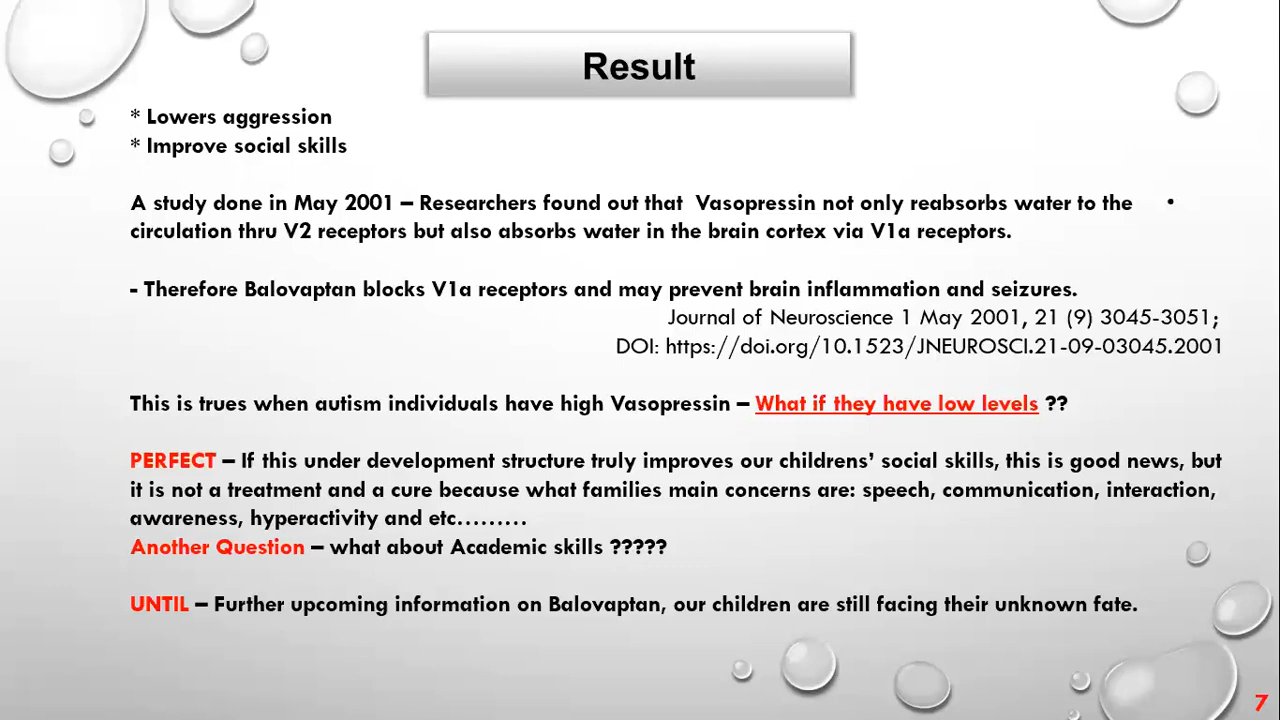 Result
* Lowers aggression
* Improve social skills
A study done in May 2001 – Researchers found out that Vasopressin not only reabsorbs water to the •
circulation thru V2 receptors but also absorbs water in the brain cortex via V1a receptors.
- Therefore Balovaptan blocks V1a receptors and may prevent brain inflammation and seizures.
Journal of Neuroscience 1 May 2001, 21 (9) 3045-3051;
DOI: https://doi.org/10.1523/JNEUROSCI.21-09-03045.2001
This is trues when autism individuals have high Vasopressin – What if they have low levels ??
PERFECT – If this under development structure truly improves our childrens’ social skills, this is good news, but
it is not a treatment and a cure because what families main concerns are: speech, communication, interaction,
awareness, hyperactivity and etc………
Another Question – what about Academic skills ?????
UNTIL – Further upcoming information on Balovaptan, our children are still facing their unknown fate.
7